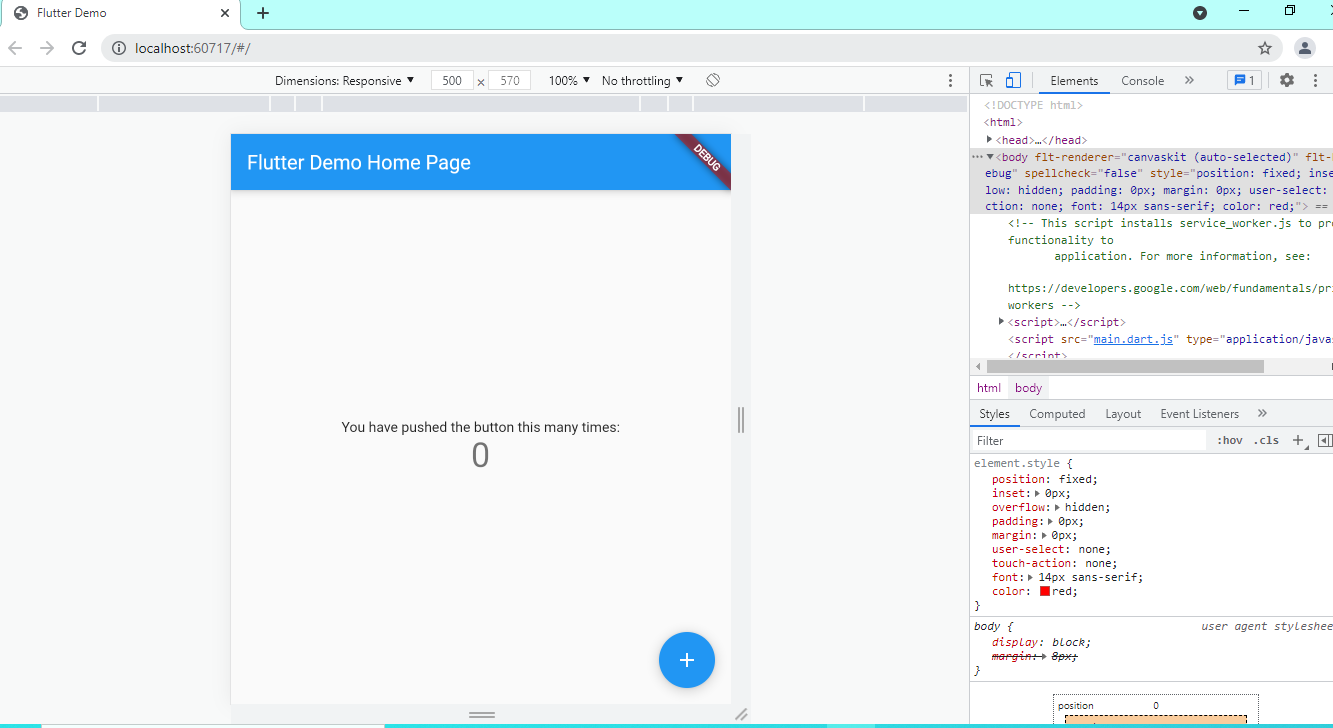 Flutter Demo
localhost:60717/#/
Dimensions: Responsive 500 × 570 100% No throttling
Elements Console » 1
Flutter Demo Home Page
DEBUG
You have pushed the button this many times:
0
<!DOCTYPE html>
<html>
<head>…</head>
<body flt-renderer="canvaskit (auto-selected)" flt-
ebug" spellcheck="false" style="position: fixed; inse
low: hidden; padding: 0px; margin: 0px; user-select:
ction: none; font: 14px sans-serif; color: red;"> ==
<!-- This script installs service_worker.js to pr
functionality to
application. For more information, see:
https://developers.google.com/web/fundamentals/pr
workers -->
<script>…</script>
<script src="main.dart.js" type="application/java
</script>
html body
Styles Computed Layout Event Listeners »
Filter :hov .cls +
element.style {
position: fixed;
inset: 0px;
overflow: hidden;
padding: 0px;
margin: 0px;
user-select: none;
touch-action: none;
font: 14px sans-serif;
color: red;
}
body { user agent styleshee
display: block;
margin: 8px;
}
position 0